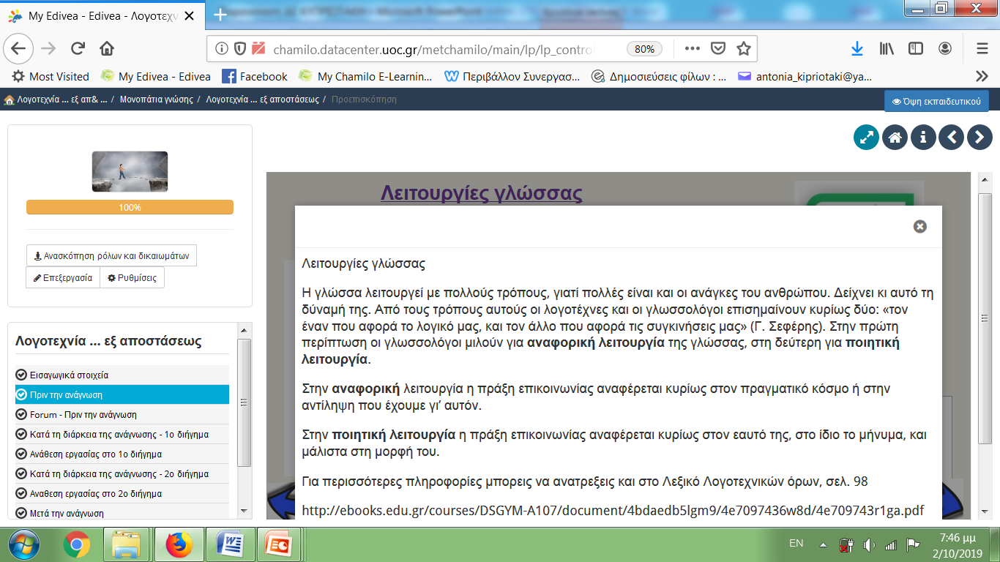 My Edivea - Edivea - Λογοτεχν
chamilo.datacenter.uoc.gr/metchamilo/main/lp/lp_contro
80%
Most Visited
My Edivea - Edivea
Facebook
My Chamilo E-Learnin...
Περιβάλλον Συνεργασ...
Δημοσιεύσεις φίλων : ...
antonia_kipriotaki@ya...
Λογοτεχνία ... εξ απ& ... / Μονοπάτια γνώσης / Λογοτεχνία ... εξ αποστάσεως / Προεπισκόπηση
Όψη εκπαιδευτικού
100%
Ανασκόπηση ρόλων και δικαιωμάτων
Επεξεργασία
Ρυθμίσεις
Λογοτεχνία ... εξ αποστάσεως
Εισαγωγικά στοιχεία
Πριν την ανάγνωση
Forum - Πριν την ανάγνωση
Κατά τη διάρκεια της ανάγνωσης - 1ο διήγημα
Ανάθεση εργασίας στο 1ο διήγημα
Κατά τη διάρκεια της ανάγνωσης - 2ο διήγημα
Αναθεση εργασίας στο 2ο διήγημα
Μετά την ανάγνωση
Λειτουργίες γλώσσας
Λειτουργίες γλώσσας
Η γλώσσα λειτουργεί με πολλούς τρόπους, γιατί πολλές είναι και οι ανάγκες του ανθρώπου. Δείχνει κι αυτό τη
δύναμή της. Από τους τρόπους αυτούς οι λογοτέχνες και οι γλωσσολόγοι επισημαίνουν κυρίως δύο: «τον
έναν που αφορά το λογικό μας, και τον άλλο που αφορά τις συγκινήσεις μας» (Γ. Σεφέρης). Στην πρώτη
περίπτωση οι γλωσσολόγοι μιλούν για αναφορική λειτουργία της γλώσσας, στη δεύτερη για ποιητική
λειτουργία.
Στην αναφορική λειτουργία η πράξη επικοινωνίας αναφέρεται κυρίως στον πραγματικό κόσμο ή στην
αντίληψη που έχουμε γι’ αυτόν.
Στην ποιητική λειτουργία η πράξη επικοινωνίας αναφέρεται κυρίως στον εαυτό της, στο ίδιο το μήνυμα, και
μάλιστα στη μορφή του.
Για περισσότερες πληροφορίες μπορεις να ανατρεξεις και στο Λεξικό Λογοτεχνικών όρων, σελ. 98
http://ebooks.edu.gr/courses/DSGYM-A107/document/4bdaedb5lgm9/4e7097436w8d/4e709743r1ga.pdf
EN
7:46 μμ
2/10/2019